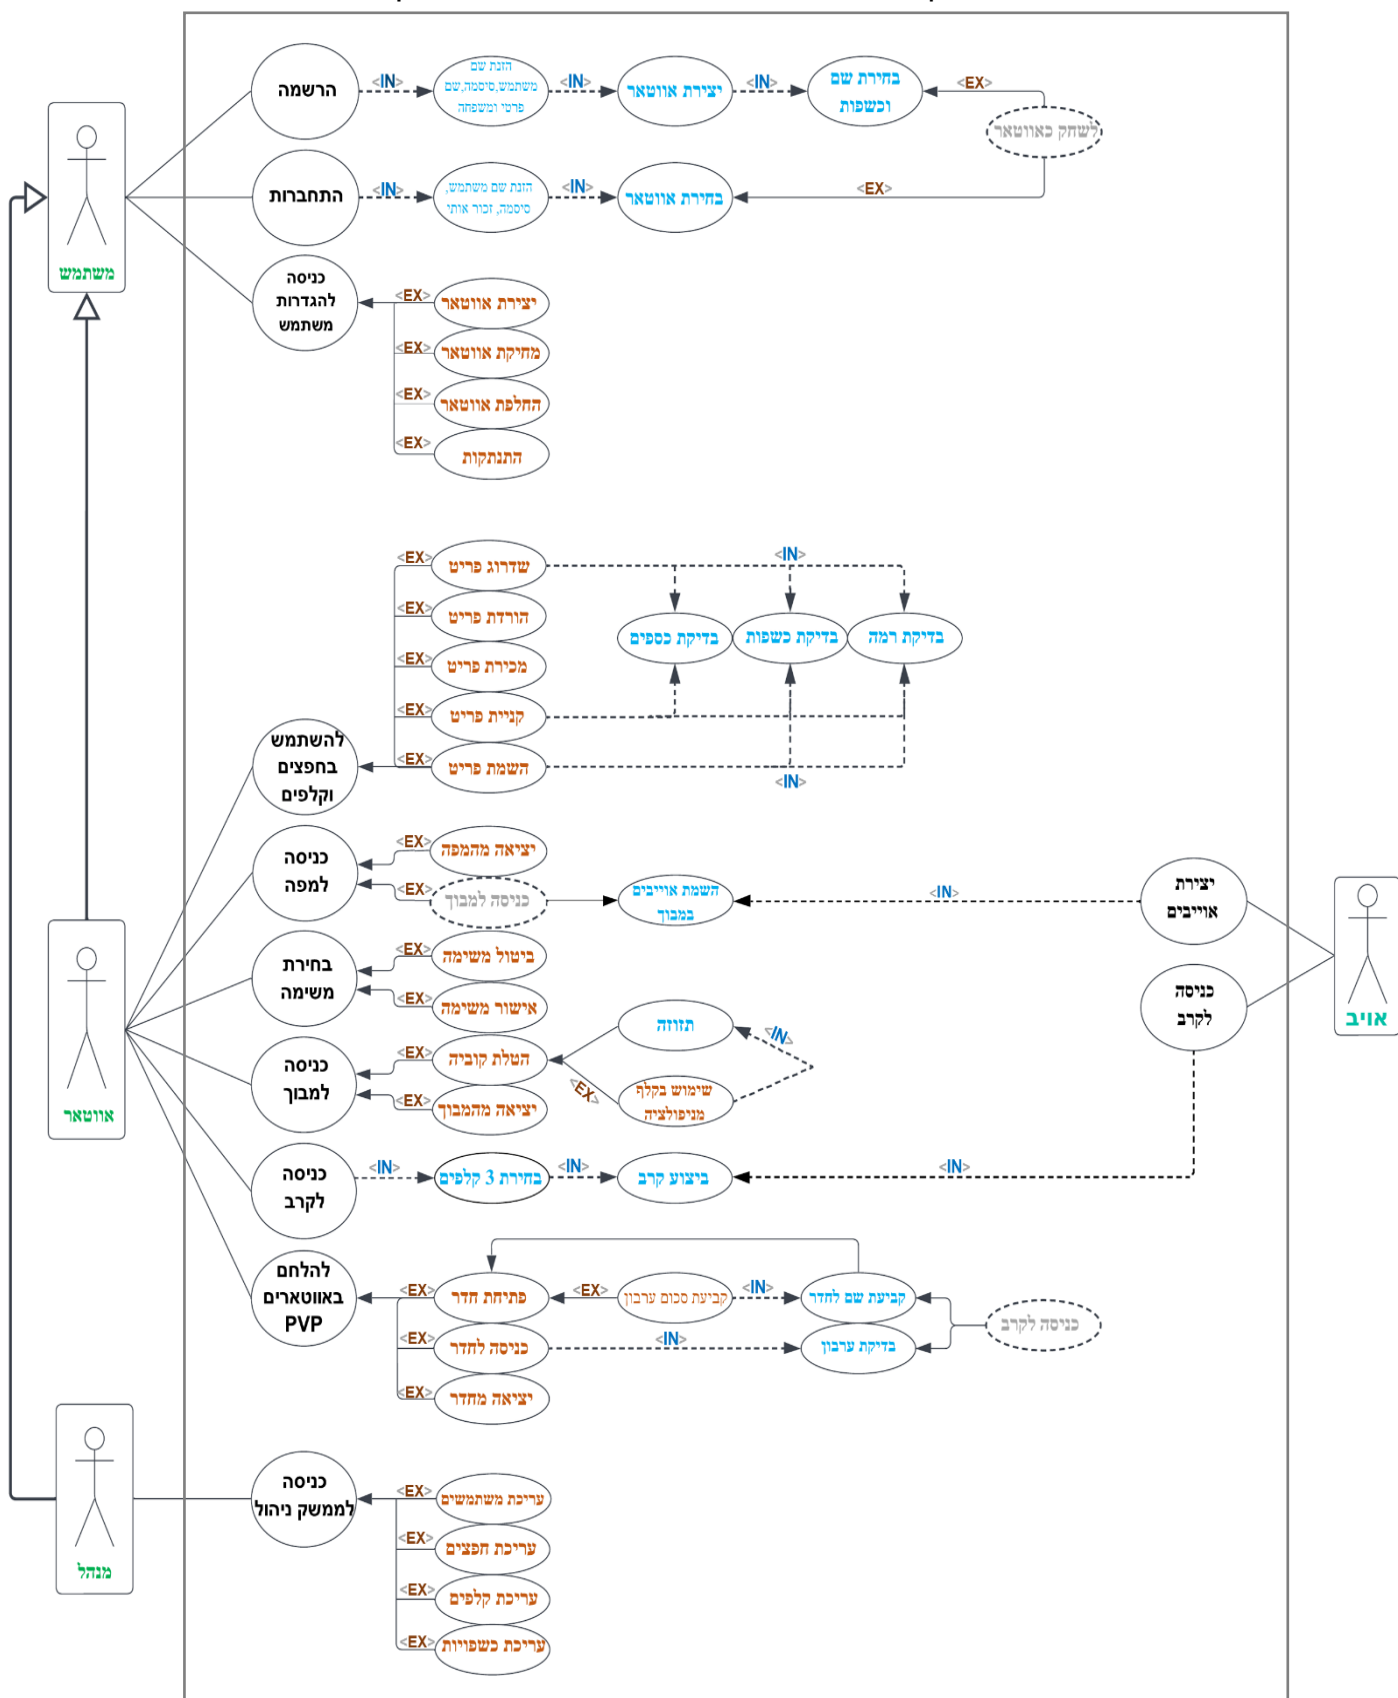 הרשמה
<IN>
הזנת שם
משתמש,סיסמה,שם
פרטי ומשפחה
<IN>
יצירת אווטאר
<IN>
בחירת שם
וכשפות
<EX>
לשחק כאווטאר
התחברות
<IN>
הזנת שם משתמש,
סיסמה, זכור אותי
<IN>
בחירת אווטאר
<EX>
משתמש
כניסה
להגדרות
משתמש
<EX>
יצירת אווטאר
<EX>
מחיקת אווטאר
<EX>
החלפת אווטאר
<EX>
התנתקות
<EX>
שדרוג פריט
<IN>
<EX>
הורדת פריט
בדיקת כספים
בדיקת כשפות
בדיקת רמה
<EX>
מכירת פריט
<EX>
קניית פריט
להשתמש
בחפצים
וקלפים
<EX>
השמת פריט
<IN>
כניסה
למפה
<EX>
יציאה מהמפה
<EX>
כניסה למבוך
השמת אוייבים
במבוך
<IN>
יצירת
אוייבים
בחירת
משימה
<EX>
ביטול משימה
<EX>
אישור משימה
כניסה
לקרב
אויב
כניסה
למבוך
<EX>
הטלת קוביה
תזוזה
<IN>
<EX>
שימוש בקלף
מניפולציה
<EX>
יציאה מהמבוך
אווטאר
כניסה
לקרב
<IN>
בחירת 3 קלפים
<IN>
ביצוע קרב
<IN>
להלחם
באווטארים
PVP
<EX>
פתיחת חדר
<EX>
קביעת סכום ערבון
<IN>
קביעת שם לחדר
כניסה לקרב
<EX>
כניסה לחדר
<IN>
בדיקת ערבון
<EX>
יציאה מחדר
מנהל
כניסה
לממשק ניהול
<EX>
עריכת משתמשים
<EX>
עריכת חפצים
<EX>
עריכת קלפים
<EX>
עריכת כשפויות